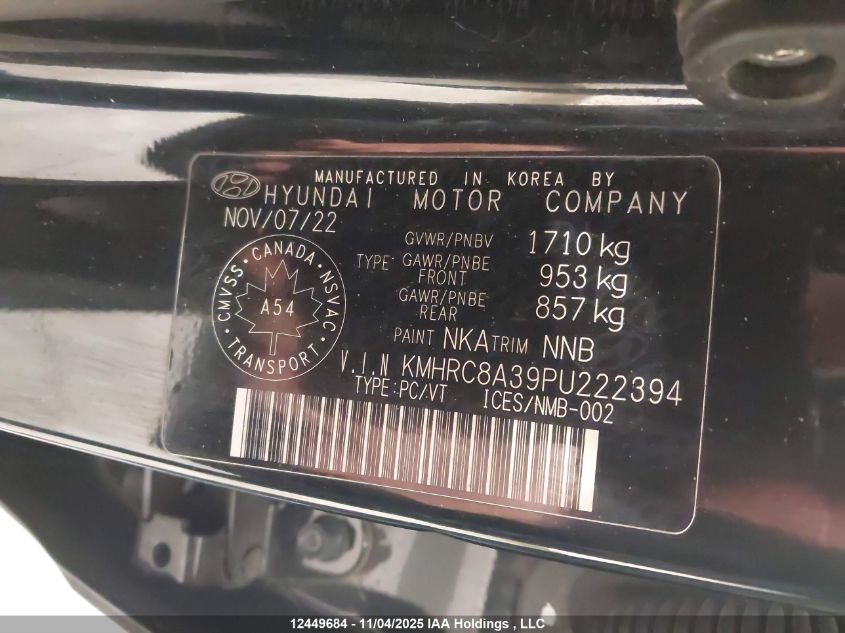 MANUFACTURED IN KOREA BY
HYUNDAI MOTOR COMPANY
NOV/07/22
GVWR/PNBV 1710 kg
TYPE GAWR/PNBE FRONT 953 kg
GAWR/PNBE REAR 857 kg
CMVSS · CANADA · NSVAC · TRANSPORT ·
A54
PAINT NKA TRIM NNB
V.I.N KMHRC8A39PU222394
TYPE:PC/VT ICES/NMB-002
12449684 - 11/04/2025 IAA Holdings, LLC